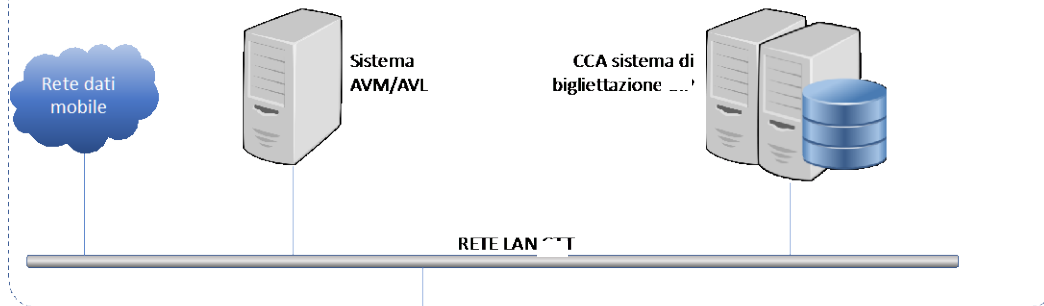 Rete dati
mobile
Sistema
AVM/AVL
CCA sistema di
bigliettazione
RETE LAN